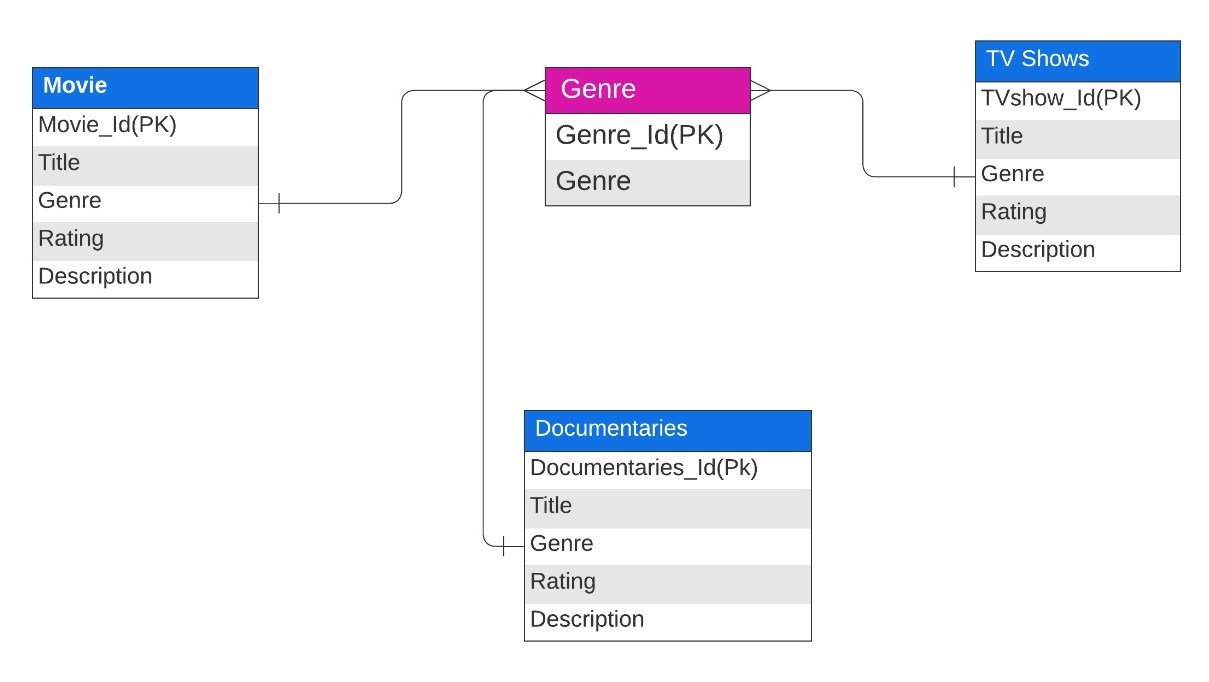 Movie
Movie_Id(PK)
Title
Genre
Rating
Description
Genre
Genre_Id(PK)
Genre
TV Shows
TVshow_Id(PK)
Title
Genre
Rating
Description
Documentaries
Documentaries_Id(Pk)
Title
Genre
Rating
Description